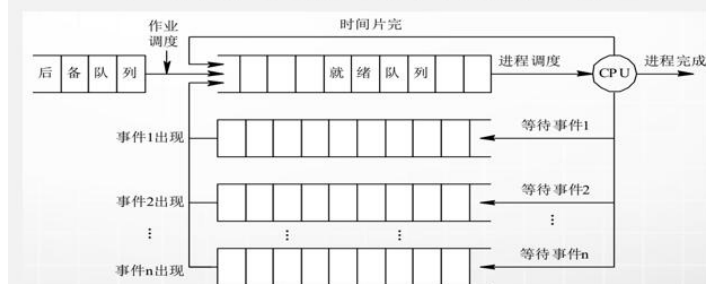 时间片完
作业
调度
后备队列
就绪队列
进程调度
CPU
进程完成
事件1出现
等待事件1
事件2出现
等待事件2
⋮
⋮
⋮
⋮
事件n出现
等待事件n